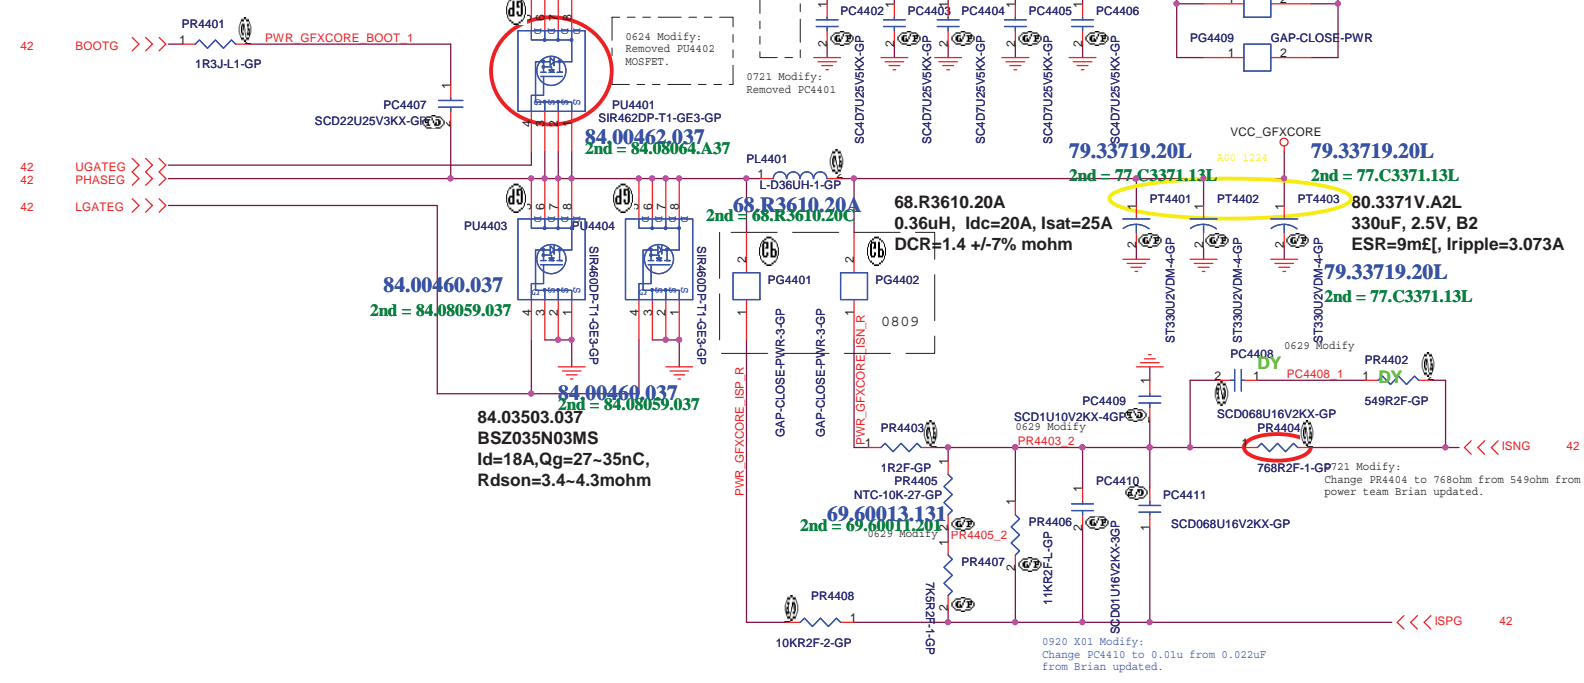 42 BOOTG
PR4401
1
2
PWR_GFXCORE_BOOT_1
1R3J-L1-GP
0624 Modify:
Removed PU4402
MOSFET.
PU4401
SIR462DP-T1-GE3-GP
84.00462.037
2nd = 84.08064.A37
0721 Modify:
Removed PC4401
PC4402
PC4403
PC4404
PC4405
PC4406
SC4D7U25V5KX-GP
SC4D7U25V5KX-GP
SC4D7U25V5KX-GP
SC4D7U25V5KX-GP
SC4D7U25V5KX-GP
PG4409
GAP-CLOSE-PWR
1
2
PC4407
SCD22U25V3KX-GP
42 UGATEG
42 PHASEG
42 LGATEG
PL4401
L-D36UH-1-GP
68.R3610.20A
2nd = 68.R3610.20C
68.R3610.20A
0.36uH, Idc=20A, Isat=25A
DCR=1.4 +/-7% mohm
VCC_GFXCORE
79.33719.20L
2nd = 77.C3371.13L
A00 1224
79.33719.20L
2nd = 77.C3371.13L
PT4401
PT4402
PT4403
80.3371V.A2L
330uF, 2.5V, B2
ESR=9m£[, Iripple=3.073A
79.33719.20L
2nd = 77.C3371.13L
ST330U2VDM-4-GP
ST330U2VDM-4-GP
ST330U2VDM-4-GP
PU4403
PU4404
SIR460DP-T1-GE3-GP
SIR460DP-T1-GE3-GP
84.00460.037
2nd = 84.08059.037
84.00460.037
2nd = 84.08059.037
84.03503.037
BSZ035N03MS
Id=18A,Qg=27~35nC,
Rdson=3.4~4.3mohm
PG4401
PG4402
0809
GAP-CLOSE-PWR-3-GP
GAP-CLOSE-PWR-3-GP
PWR_GFXCORE_ISP_R
PWR_GFXCORE_ISN_R
0629 Modify
PC4408
DY
PC4408_1
PR4402
DY
549R2F-GP
SCD068U16V2KX-GP
PC4409
SCD1U10V2KX-4GP
0629 Modify
PR4403
PR4403_2
1R2F-GP
PR4404
768R2F-1-GP
0721 Modify:
Change PR4404 to 768ohm from 549ohm from
power team Brian updated.
ISNG 42
PR4405
NTC-10K-27-GP
69.60013.131
2nd = 69.60011.201
0629 Modify
PR4405_2
PR4406
11KR2F-L-GP
PC4410
SCD01U16V2KX-3GP
PC4411
SCD068U16V2KX-GP
PR4407
7K5R2F-1-GP
PR4408
10KR2F-2-GP
ISPG 42
0920 X01 Modify:
Change PC4410 to 0.01u from 0.022uF
from Brian updated.